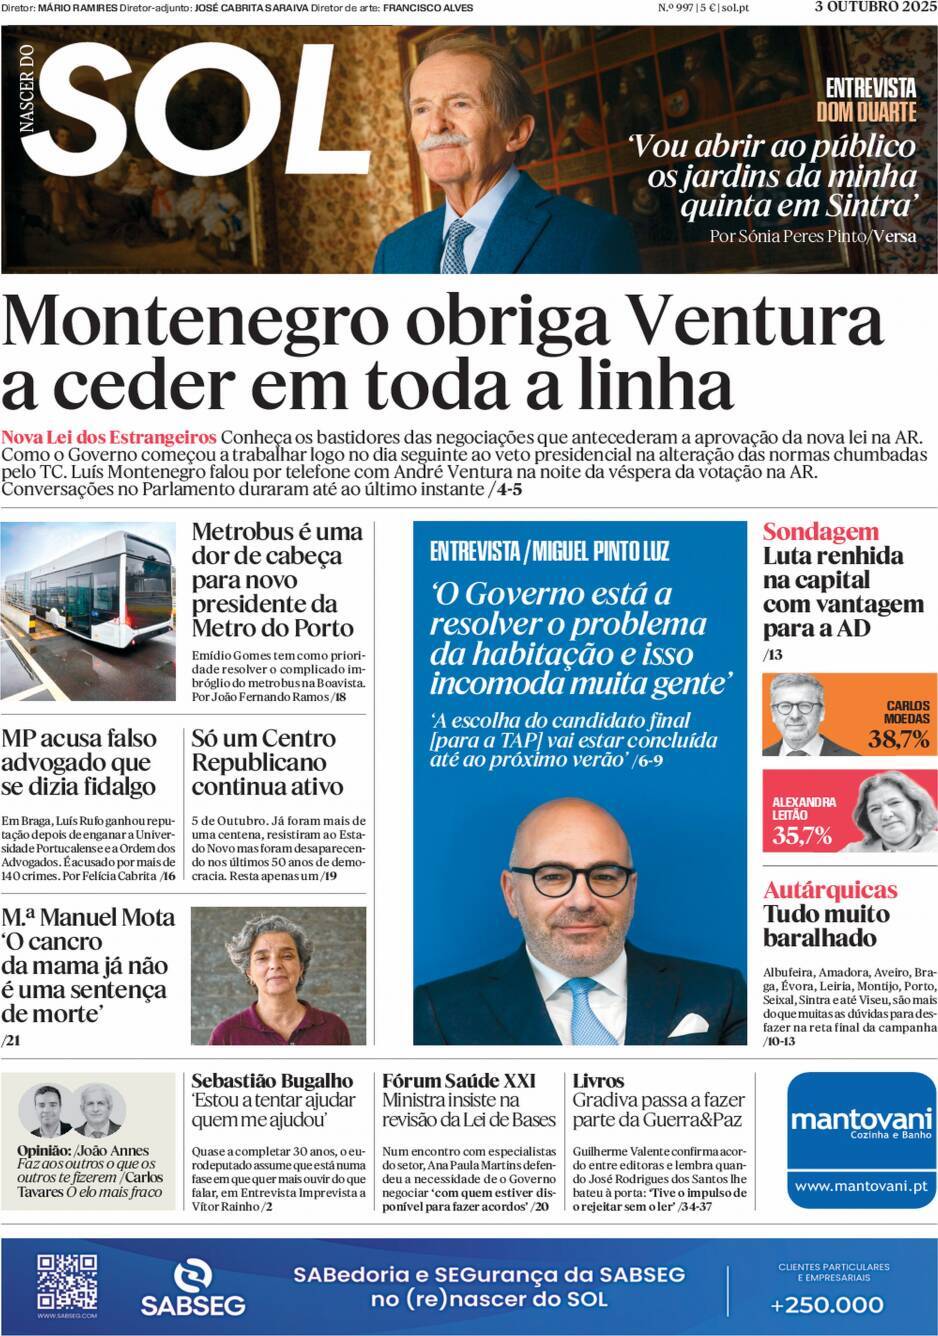 Diretor: MÁRIO RAMIRES Diretor-adjunto: JOSÉ CABRITA SARAIVA Diretor de arte: FRANCISCO ALVES
N.º 997 | 5 € | sol.pt
3 OUTUBRO 2025
NASCER DO
SOL
ENTREVISTA
DOM DUARTE
‘Vou abrir ao público
os jardins da minha
quinta em Sintra’
Por Sónia Peres Pinto/Versa
Montenegro obriga Ventura
a ceder em toda a linha
Nova Lei dos Estrangeiros Conheça os bastidores das negociações que antecederam a aprovação da nova lei na AR.
Como o Governo começou a trabalhar logo no dia seguinte ao veto presidencial na alteração das normas chumbadas
pelo TC. Luís Montenegro falou por telefone com André Ventura na noite da véspera da votação na AR.
Conversações no Parlamento duraram até ao último instante /4-5
Metrobus é uma
dor de cabeça
para novo
presidente da
Metro do Porto
Emídio Gomes tem como priori-
dade resolver o complicado im-
bróglio do metrobus na Boavista.
Por João Fernando Ramos /18
MP acusa falso
advogado que
se dizia fidalgo
Em Braga, Luís Rufo ganhou repu-
tação depois de enganar a Univer-
sidade Portucalense e a Ordem dos
Advogados. É acusado por mais de
140 crimes. Por Felícia Cabrita /16
Só um Centro
Republicano
continua ativo
5 de Outubro. Já foram mais de
uma centena, resistiram ao Esta-
do Novo mas foram desaparecen-
do nos últimos 50 anos de demo-
cracia. Resta apenas um /19
M.ª Manuel Mota
‘O cancro
da mama já não
é uma sentença
de morte’
/21
ENTREVISTA / MIGUEL PINTO LUZ
‘O Governo está a
resolver o problema
da habitação e isso
incomoda muita gente’
‘A escolha do candidato final
[para a TAP] vai estar concluída
até ao próximo verão’ /6-9
Sondagem
Luta renhida
na capital
com vantagem
para a AD
/13
CARLOS
MOEDAS
38,7%
ALEXANDRA
LEITÃO
35,7%
Autárquicas
Tudo muito
baralhado
Albufeira, Amadora, Aveiro, Bra-
ga, Évora, Leiria, Montijo, Porto,
Seixal, Sintra e até Viseu, são mais
do que muitas as dúvidas para des-
fazer na reta final da campanha
/10-13
Opinião: /João Annes
Faz aos outros o que os
outros te fizerem /Carlos
Tavares O elo mais fraco
Sebastião Bugalho
‘Estou a tentar ajudar
quem me ajudou’
Quase a completar 30 anos, o eu-
rodeputado assume que está numa
fase em que quer mais ouvir do que
falar, em Entrevista Imprevista a
Vítor Rainho /2
Fórum Saúde XXI
Ministra insiste na
revisão da Lei de Bases
Num encontro com especialistas
do setor, Ana Paula Martins defen-
deu a necessidade de o Governo
negociar ‘com quem estiver dis-
ponível para fazer acordos’ /20
Livros
Gradiva passa a fazer
parte da Guerra&Paz
Guilherme Valente confirma acor-
do entre editoras e lembra quan-
do José Rodrigues dos Santos lhe
bateu à porta: ‘Tive o impulso de
o rejeitar sem o ler’ /34-37
mantovani
Cozinha e Banho
www.mantovani.pt
WWW.SABSEG.COM
SABSEG
SABedoria e SEGurança da SABSEG
no (re)nascer do SOL
CLIENTES PARTICULARES
E EMPRESARIAIS
+250.000